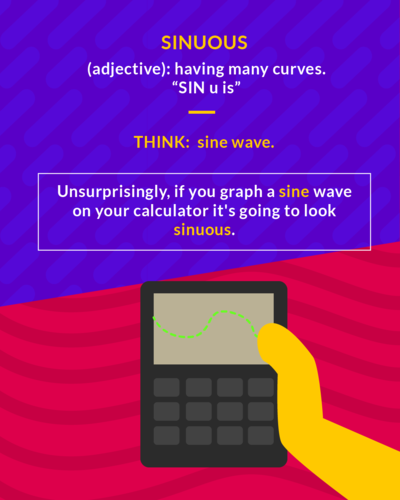 SINUOUS
(adjective): having many curves.
“SIN u is”
THINK: sine wave.
Unsurprisingly, if you graph a sine wave
on your calculator it's going to look
sinuous.